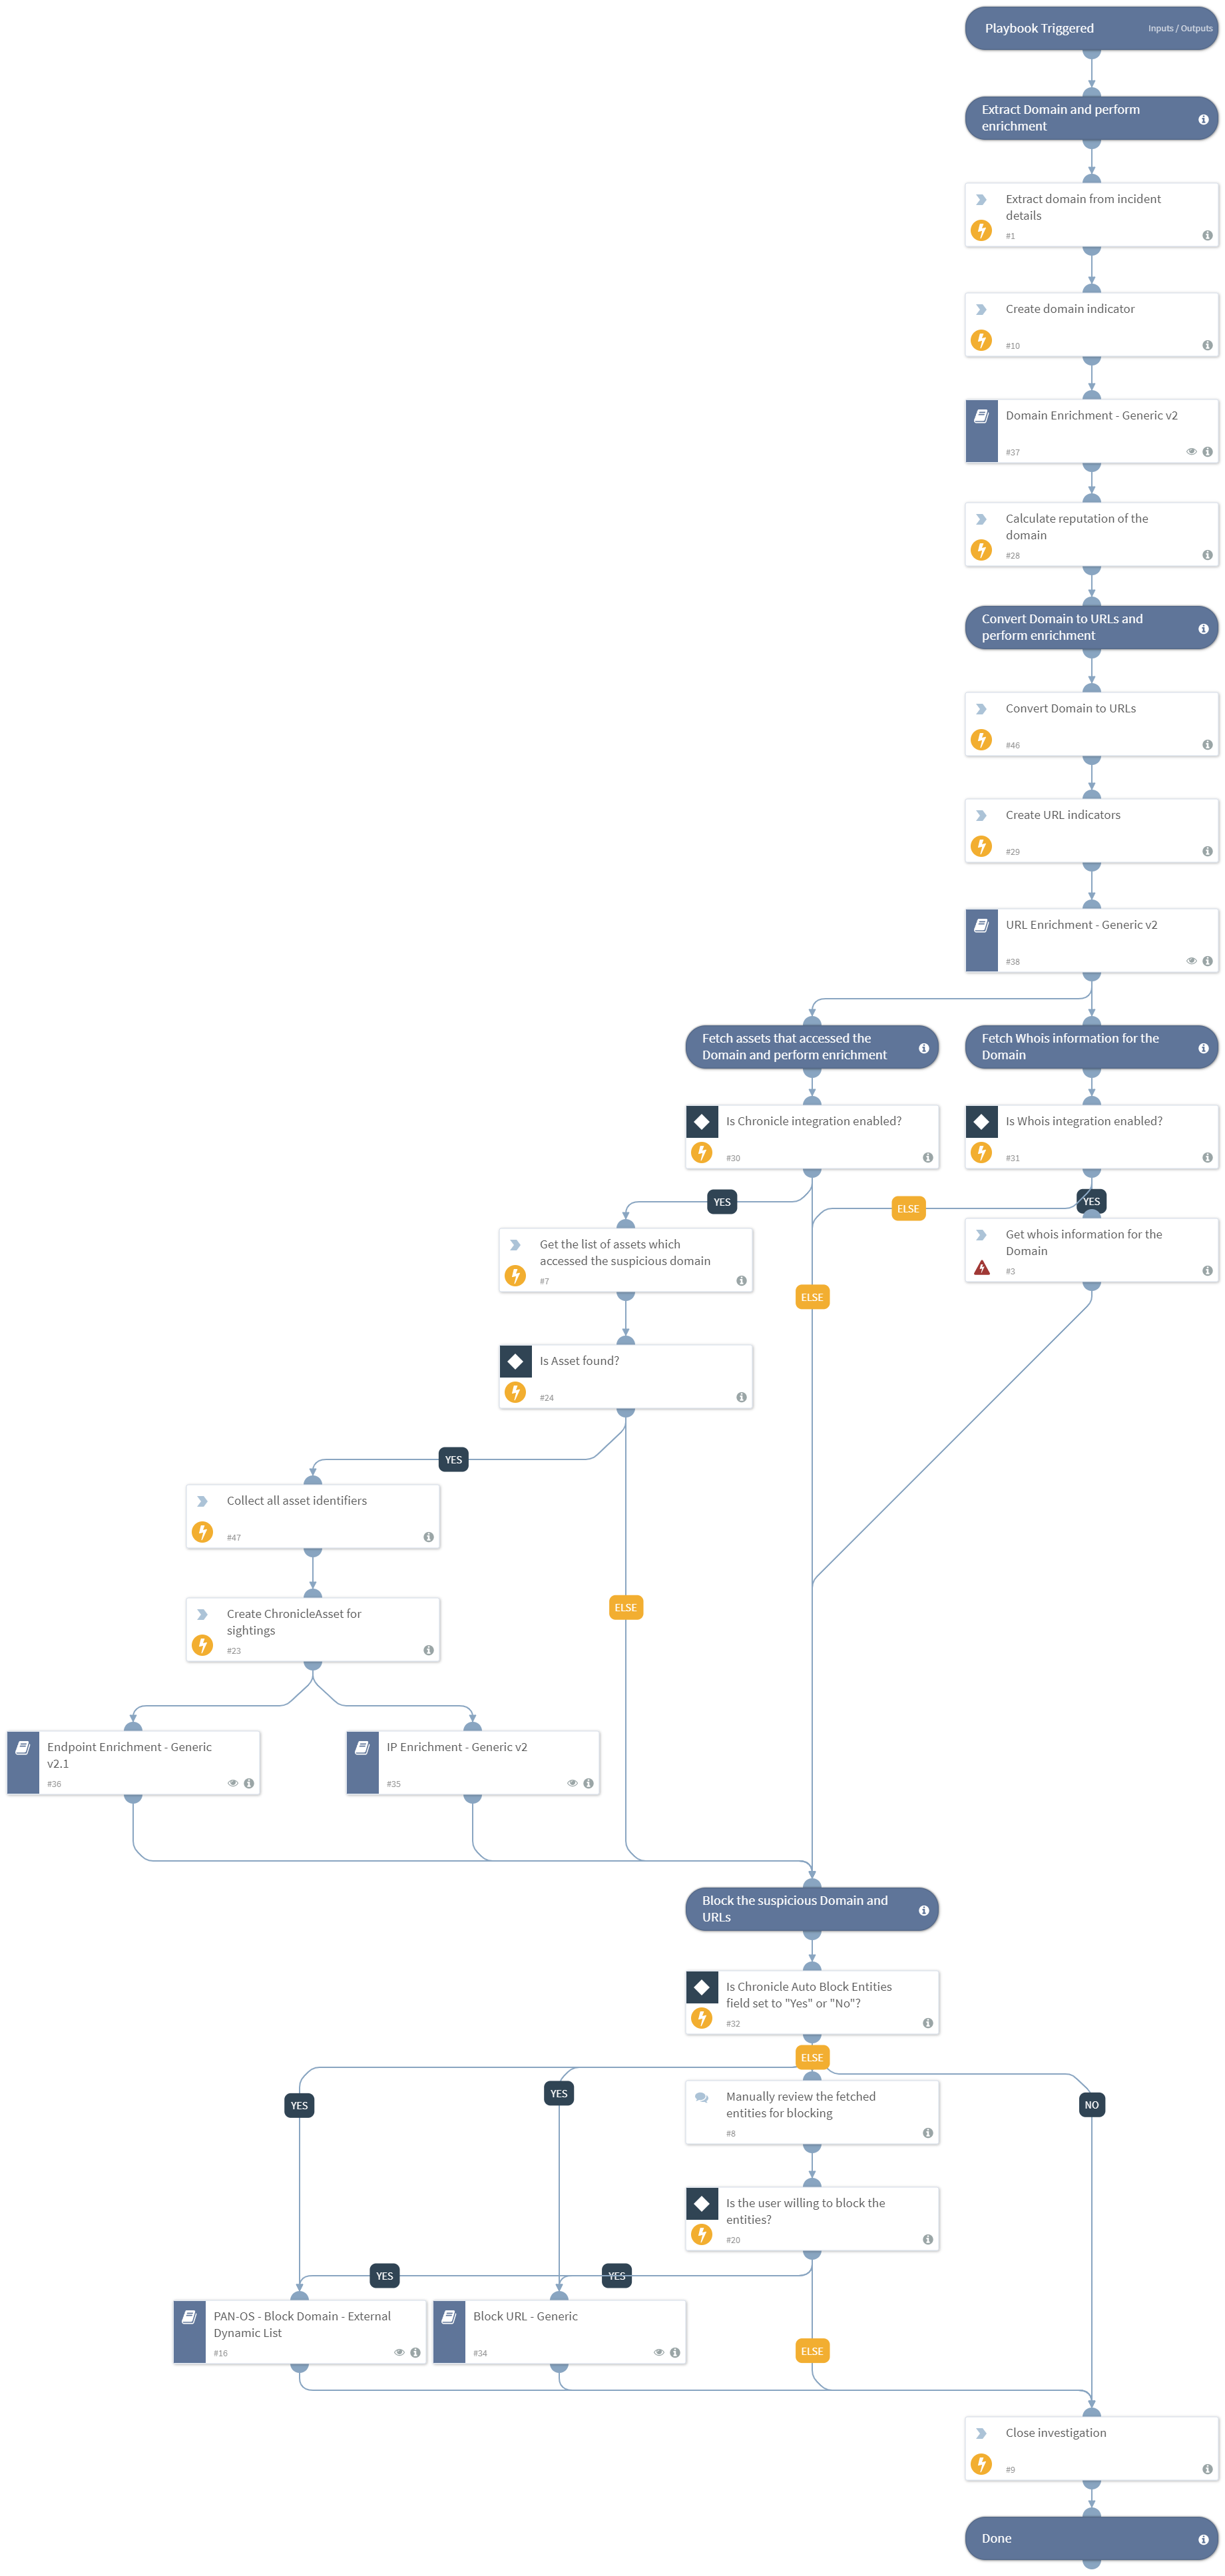 Playbook Triggered
Inputs / Outputs
Extract Domain and perform
enrichment
Extract domain from incident
details
#1
Create domain indicator
#10
Domain Enrichment - Generic v2
#37
Calculate reputation of the
domain
#28
Convert Domain to URLs and
perform enrichment
Convert Domain to URLs
#46
Create URL indicators
#29
URL Enrichment - Generic v2
#38
Fetch assets that accessed the
Domain and perform enrichment
Fetch Whois information for the
Domain
Is Chronicle integration enabled?
#30
Is Whois integration enabled?
#31
YES
ELSE
YES
Get the list of assets which
accessed the suspicious domain
#7
Get whois information for the
Domain
#3
ELSE
Is Asset found?
#24
YES
Collect all asset identifiers
#47
Create ChronicleAsset for
sightings
#23
ELSE
Endpoint Enrichment - Generic
v2.1
#36
IP Enrichment - Generic v2
#35
Block the suspicious Domain and
URLs
Is Chronicle Auto Block Entities
field set to "Yes" or "No"?
#32
ELSE
YES
YES
NO
Manually review the fetched
entities for blocking
#8
Is the user willing to block the
entities?
#20
YES
YES
PAN-OS - Block Domain - External
Dynamic List
#16
Block URL - Generic
#34
ELSE
Close investigation
#9
Done